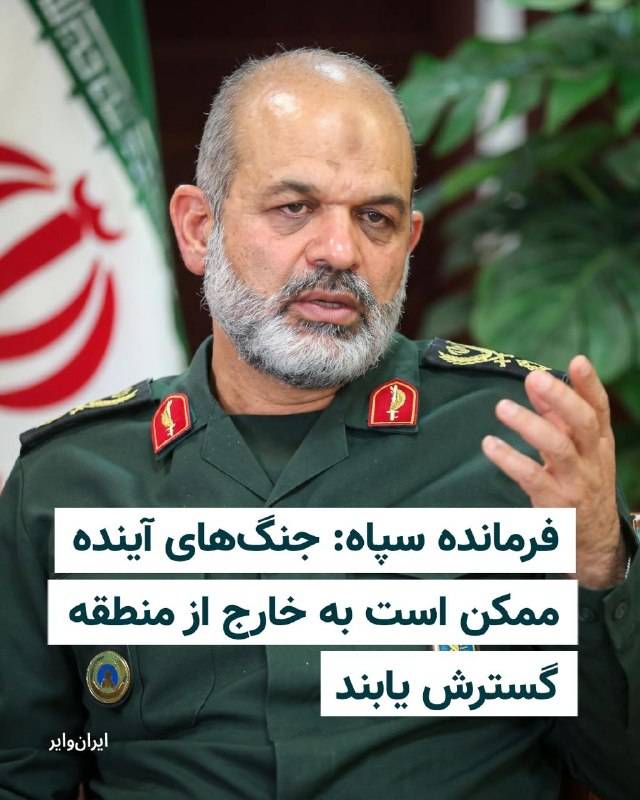 فرمانده سپاه: جنگ‌های آینده
ممکن است به خارج از منطقه
گسترش یابند
ایران‌وایر